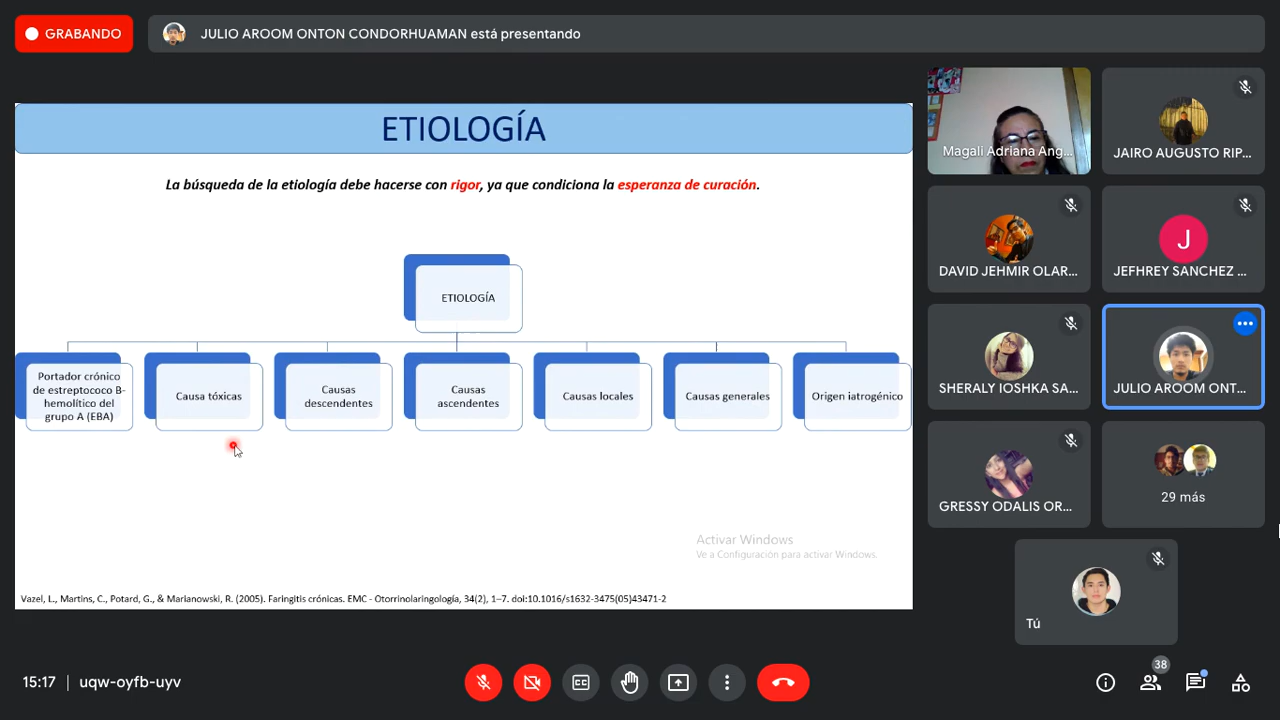 GRABANDO
JULIO AROOM ONTON CONDORHUAMAN está presentando
ETIOLOGÍA
La búsqueda de la etiología debe hacerse con rigor, ya que condiciona la esperanza de curación.
ETIOLOGÍA
Portador crónico
de estreptococo B-
hemolítico del
grupo A (EBA)
Causa tóxicas
Causas
descendentes
Causas
ascendentes
Causas locales
Causas generales
Origen iatrogénico
Activar Windows
Ve a Configuración para activar Windows.
Vazel, L., Martins, C., Potard, G., & Marianowski, R. (2005). Faringitis crónicas. EMC - Otorrinolaringología, 34(2), 1–7. doi:10.1016/s1632-3475(05)43471-2
Magali Adriana Ang...
JAIRO AUGUSTO RIP...
DAVID JEHMIR OLAR...
J
JEFHREY SANCHEZ ...
SHERALY IOSHKA SA...
JULIO AROOM ONT...
GRESSY ODALIS OR...
29 más
Tú
15:17 | uqw-oyfb-uyv
CC
38